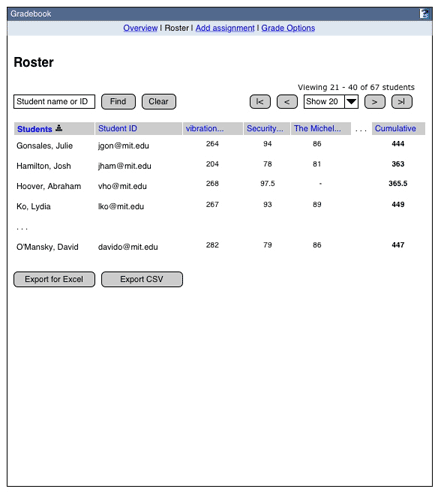 Gradebook
Overview | Roster | Add assignment | Grade Options
Roster
Viewing 21 - 40 of 67 students
Student name or ID Find Clear |< < Show 20 > >|
Students Student ID vibration... Security... The Michel... ... Cumulative
Gonsales, Julie jgon@mit.edu 264 94 86 444
Hamilton, Josh jham@mit.edu 204 78 81 363
Hoover, Abraham vho@mit.edu 268 97.5 - 365.5
Ko, Lydia lko@mit.edu 267 93 89 449
...
O'Mansky, David davido@mit.edu 282 79 86 447
Export for Excel Export CSV